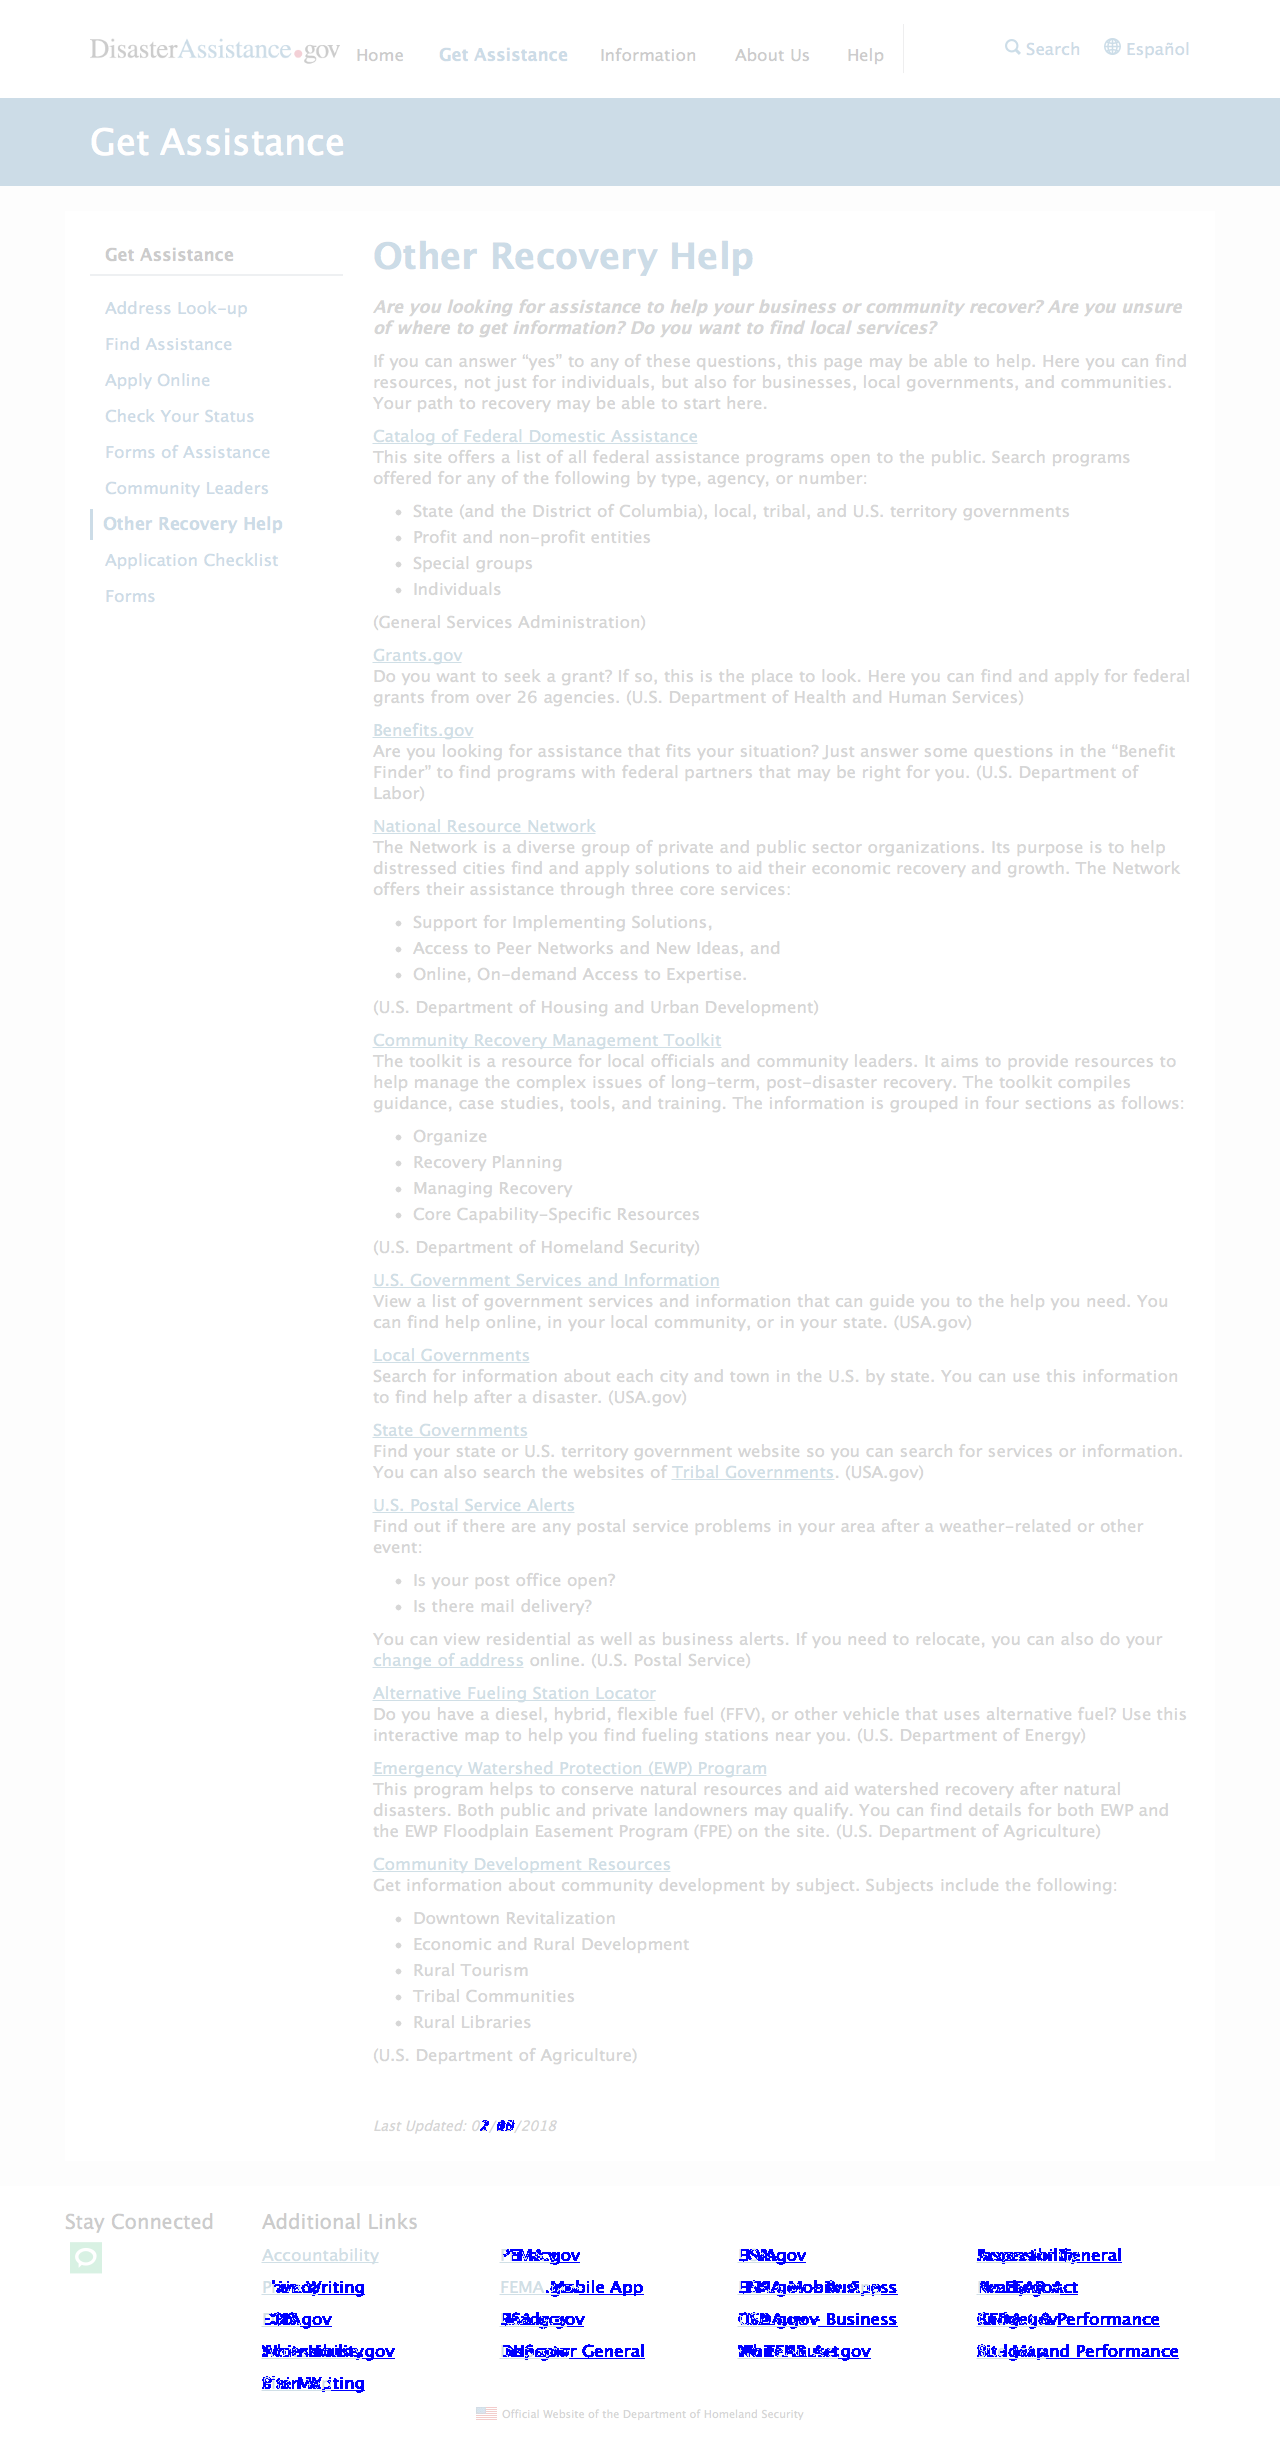 DisasterAssistance.gov Home Get Assistance Information About Us Help Search Español
Get Assistance
Get Assistance
Address Look-up
Find Assistance
Apply Online
Check Your Status
Forms of Assistance
Community Leaders
Other Recovery Help
Application Checklist
Forms
Other Recovery Help
Are you looking for assistance to help your business or community recover? Are you unsure
of where to get information? Do you want to find local services?
If you can answer “yes” to any of these questions, this page may be able to help. Here you can find
resources, not just for individuals, but also for businesses, local governments, and communities.
Your path to recovery may be able to start here.
Catalog of Federal Domestic Assistance
This site offers a list of all federal assistance programs open to the public. Search programs
offered for any of the following by type, agency, or number:
• State (and the District of Columbia), local, tribal, and U.S. territory governments
• Profit and non-profit entities
• Special groups
• Individuals
(General Services Administration)
Grants.gov
Do you want to seek a grant? If so, this is the place to look. Here you can find and apply for federal
grants from over 26 agencies. (U.S. Department of Health and Human Services)
Benefits.gov
Are you looking for assistance that fits your situation? Just answer some questions in the “Benefit
Finder” to find programs with federal partners that may be right for you. (U.S. Department of
Labor)
National Resource Network
The Network is a diverse group of private and public sector organizations. Its purpose is to help
distressed cities find and apply solutions to aid their economic recovery and growth. The Network
offers their assistance through three core services:
• Support for Implementing Solutions,
• Access to Peer Networks and New Ideas, and
• Online, On-demand Access to Expertise.
(U.S. Department of Housing and Urban Development)
Community Recovery Management Toolkit
The toolkit is a resource for local officials and community leaders. It aims to provide resources to
help manage the complex issues of long-term, post-disaster recovery. The toolkit compiles
guidance, case studies, tools, and training. The information is grouped in four sections as follows:
• Organize
• Recovery Planning
• Managing Recovery
• Core Capability-Specific Resources
(U.S. Department of Homeland Security)
U.S. Government Services and Information
View a list of government services and information that can guide you to the help you need. You
can find help online, in your local community, or in your state. (USA.gov)
Local Governments
Search for information about each city and town in the U.S. by state. You can use this information
to find help after a disaster. (USA.gov)
State Governments
Find your state or U.S. territory government website so you can search for services or information.
You can also search the websites of Tribal Governments. (USA.gov)
U.S. Postal Service Alerts
Find out if there are any postal service problems in your area after a weather-related or other
event:
• Is your post office open?
• Is there mail delivery?
You can view residential as well as business alerts. If you need to relocate, you can also do your
change of address online. (U.S. Postal Service)
Alternative Fueling Station Locator
Do you have a diesel, hybrid, flexible fuel (FFV), or other vehicle that uses alternative fuel? Use this
interactive map to help you find fueling stations near you. (U.S. Department of Energy)
Emergency Watershed Protection (EWP) Program
This program helps to conserve natural resources and aid watershed recovery after natural
disasters. Both public and private landowners may qualify. You can find details for both EWP and
the EWP Floodplain Easement Program (FPE) on the site. (U.S. Department of Agriculture)
Community Development Resources
Get information about community development by subject. Subjects include the following:
• Downtown Revitalization
• Economic and Rural Development
• Rural Tourism
• Tribal Communities
• Rural Libraries
(U.S. Department of Agriculture)
Last Updated:
Stay Connected
Additional Links
Accountability
Mobile App
Business
General
Performance
and Performance
Official Website of the Department of Homeland Security